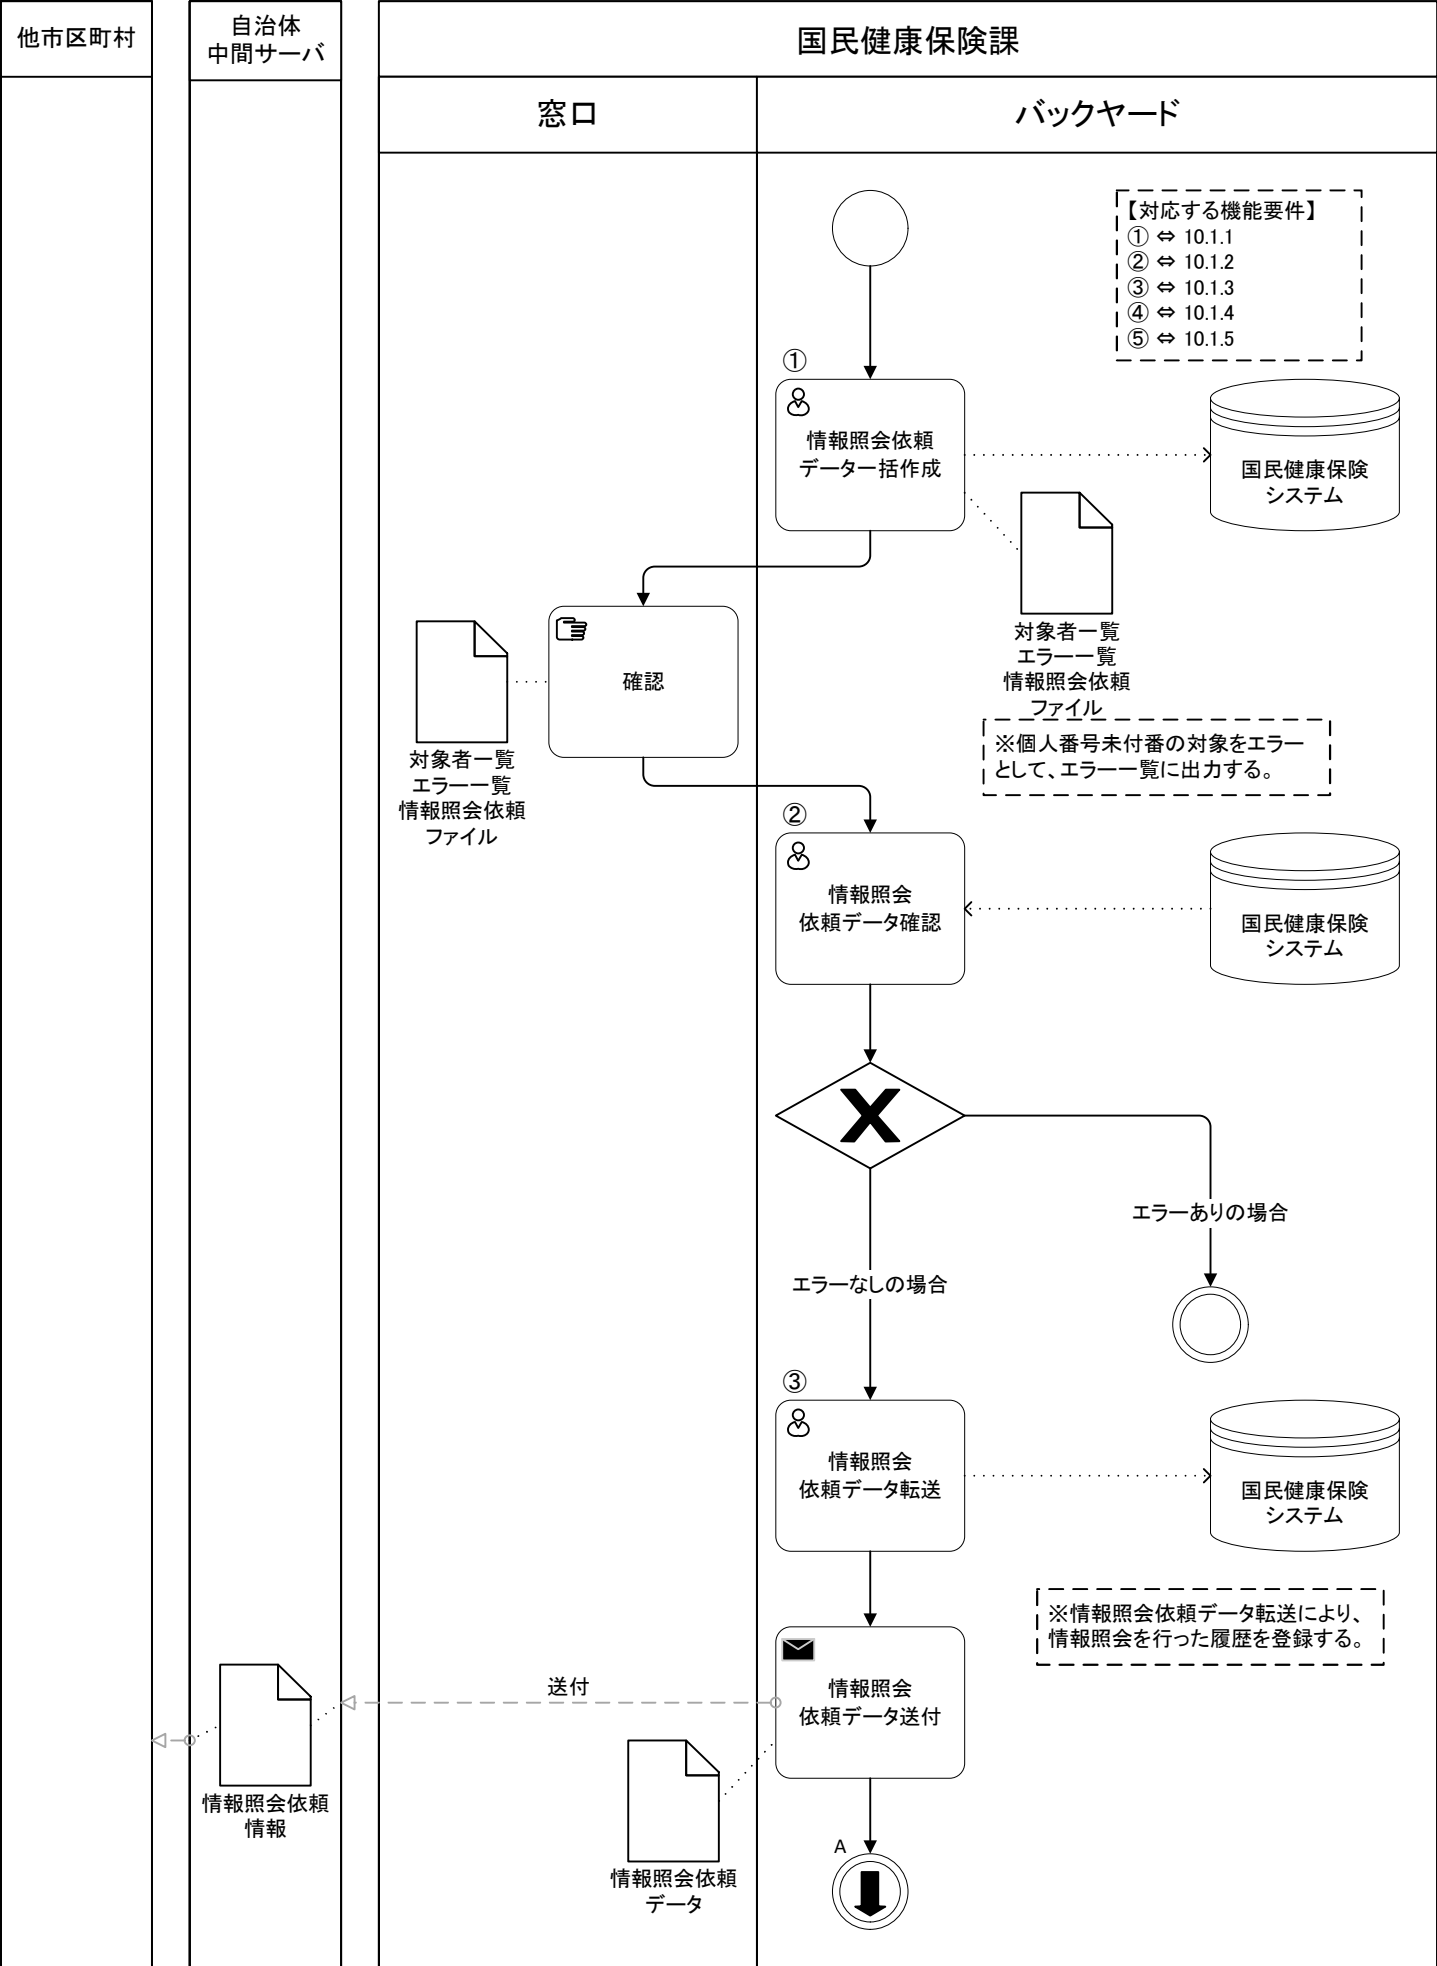 他市区町村
自治体
中間サーバ
国民健康保険課
窓口
バックヤード
【対応する機能要件】
① ⇔ 10.1.1
② ⇔ 10.1.2
③ ⇔ 10.1.3
④ ⇔ 10.1.4
⑤ ⇔ 10.1.5
①
情報照会依頼
データ一括作成
国民健康保険
システム
対象者一覧
エラー一覧
情報照会依頼
ファイル
確認
対象者一覧
エラー一覧
情報照会依頼
ファイル
※個人番号未付番の対象をエラー
として、エラー一覧に出力する。
②
情報照会
依頼データ確認
国民健康保険
システム
エラーありの場合
エラーなしの場合
③
情報照会
依頼データ転送
国民健康保険
システム
※情報照会依頼データ転送により、
情報照会を行った履歴を登録する。
送付
情報照会
依頼データ送付
情報照会依頼
情報
情報照会依頼
データ
A